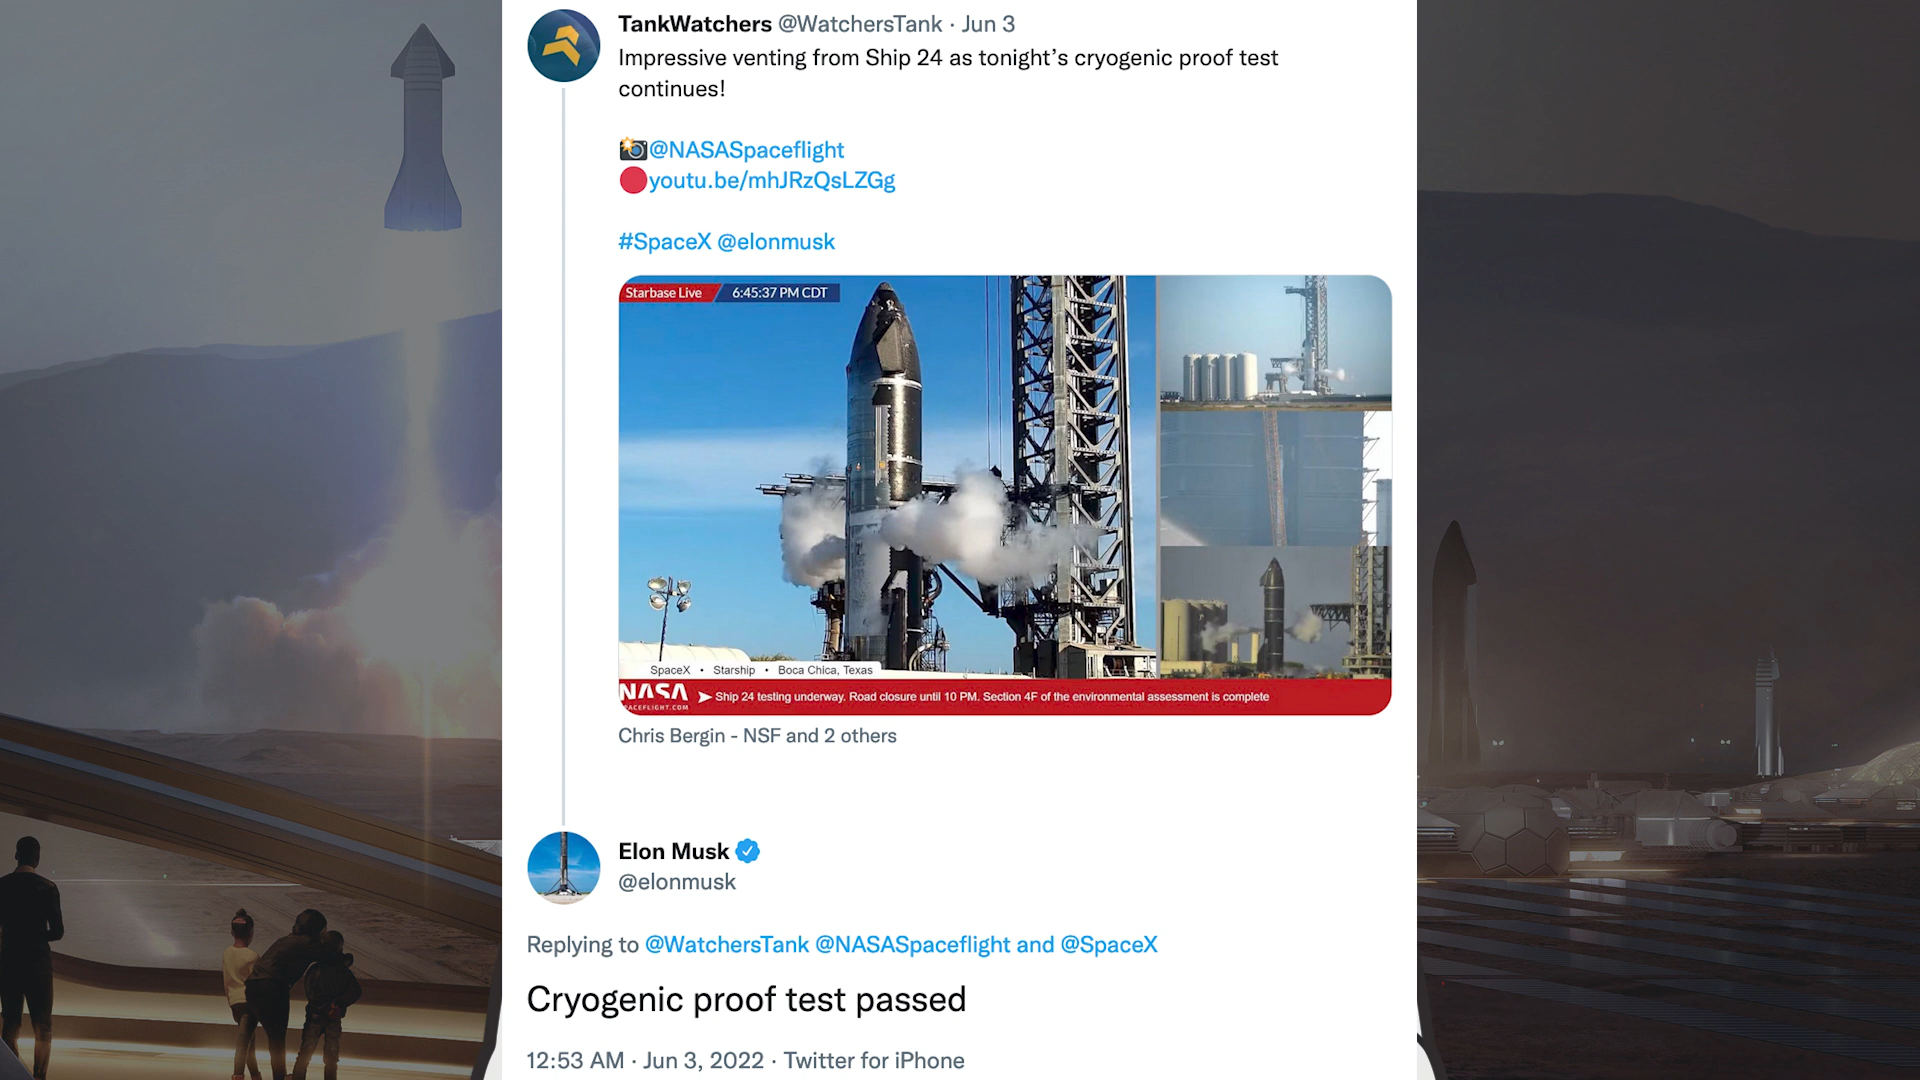 TankWatchers @WatchersTank · Jun 3
Impressive venting from Ship 24 as tonight’s cryogenic proof test
continues!
@NASASpaceflight
youtu.be/mhJRzQsLZGg
#SpaceX @elonmusk
Starbase Live 6:45:37 PM CDT
SpaceX • Starship • Boca Chica, Texas
NASA
SPACEFLIGHT.COM
Ship 24 testing underway. Road closure until 10 PM. Section 4F of the environmental assessment is complete
Chris Bergin - NSF and 2 others
Elon Musk
@elonmusk
Replying to @WatchersTank @NASASpaceflight and @SpaceX
Cryogenic proof test passed
12:53 AM · Jun 3, 2022 · Twitter for iPhone